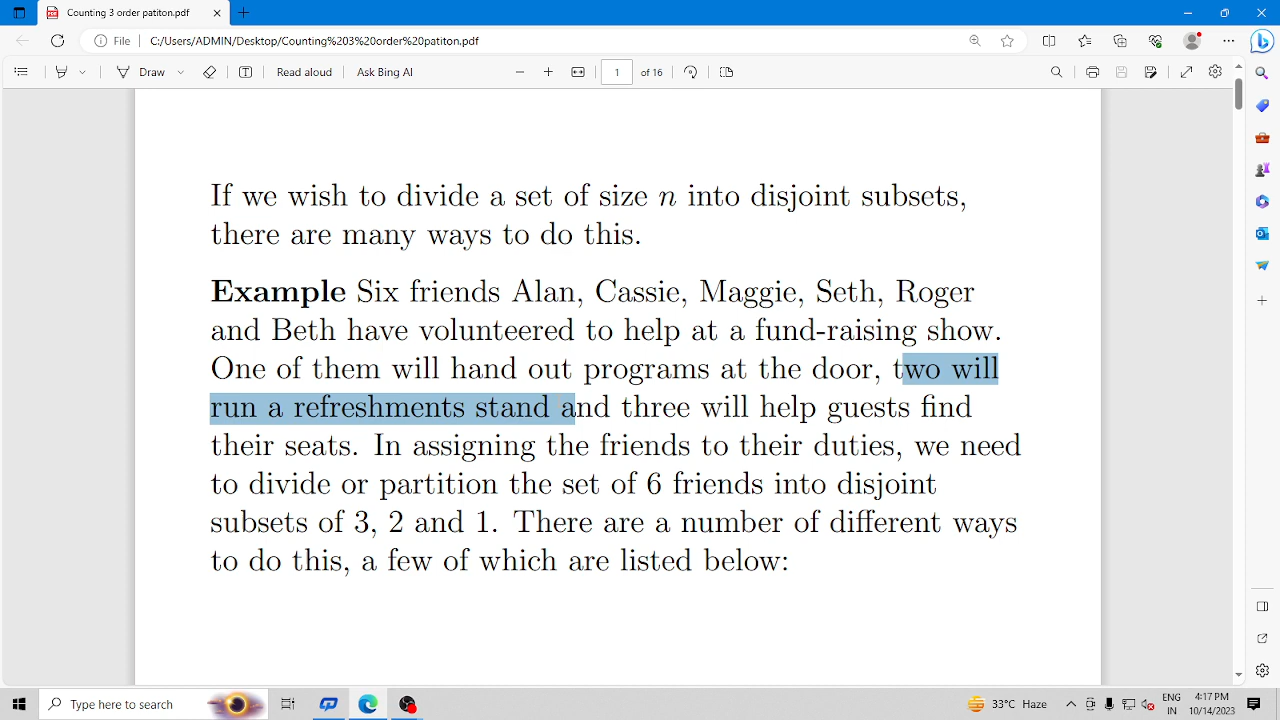 Counting 3 order patiton.pdf
File C:/Users/ADMIN/Desktop/Counting%203%20order%20patiton.pdf
Draw Read aloud Ask Bing AI 1 of 16
If we wish to divide a set of size n into disjoint subsets,
there are many ways to do this.
Example Six friends Alan, Cassie, Maggie, Seth, Roger
and Beth have volunteered to help at a fund-raising show.
One of them will hand out programs at the door, two will
run a refreshments stand and three will help guests find
their seats. In assigning the friends to their duties, we need
to divide or partition the set of 6 friends into disjoint
subsets of 3, 2 and 1. There are a number of different ways
to do this, a few of which are listed below:
Type here to search 33°C Haze ENG 4:17 PM
IN 10/14/2023